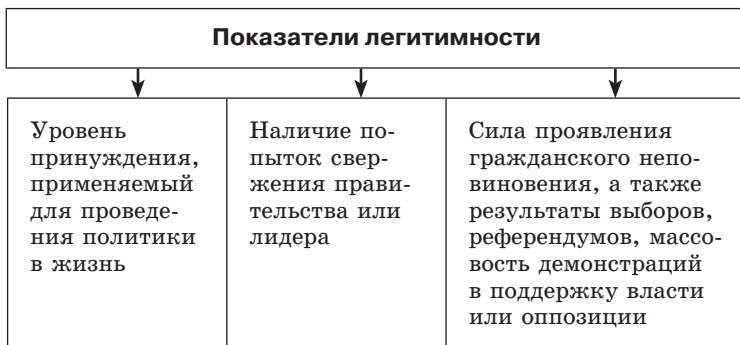 Показатели легитимности
Уровень
принуждения,
применяемый
для проведе-
ния политики
в жизнь
Наличие по-
пыток свер-
жения прави-
тельства или
лидера
Сила проявления
гражданского непо-
виновения, а также
результаты выборов,
референдумов, массо-
вость демонстраций
в поддержку власти
или оппозиции